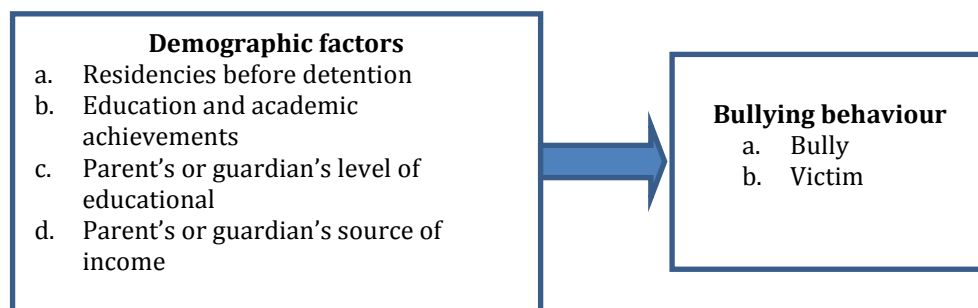 Demographic factors
a. Residencies before detention
b. Education and academic
achievements
c. Parent's or guardian's level of
educational
d. Parent's or guardian's source of
income
Bullying behaviour
a. Bully
b. Victim